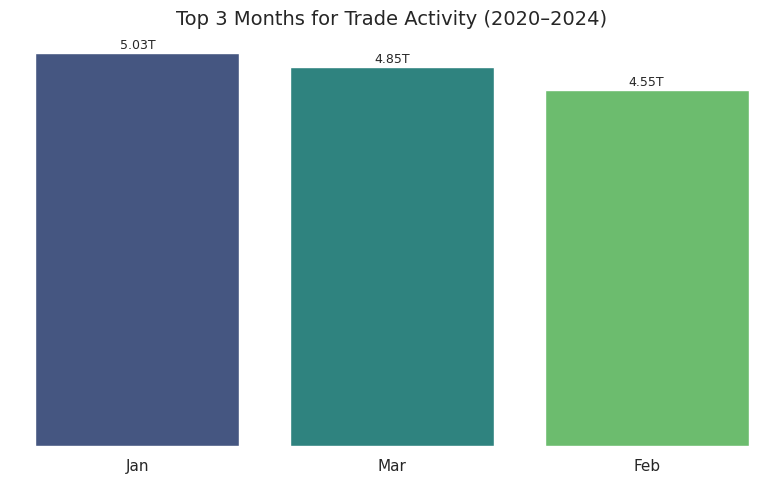 Top 3 Months for Trade Activity (2020–2024)
5.03T
4.85T
4.55T
Jan
Mar
Feb